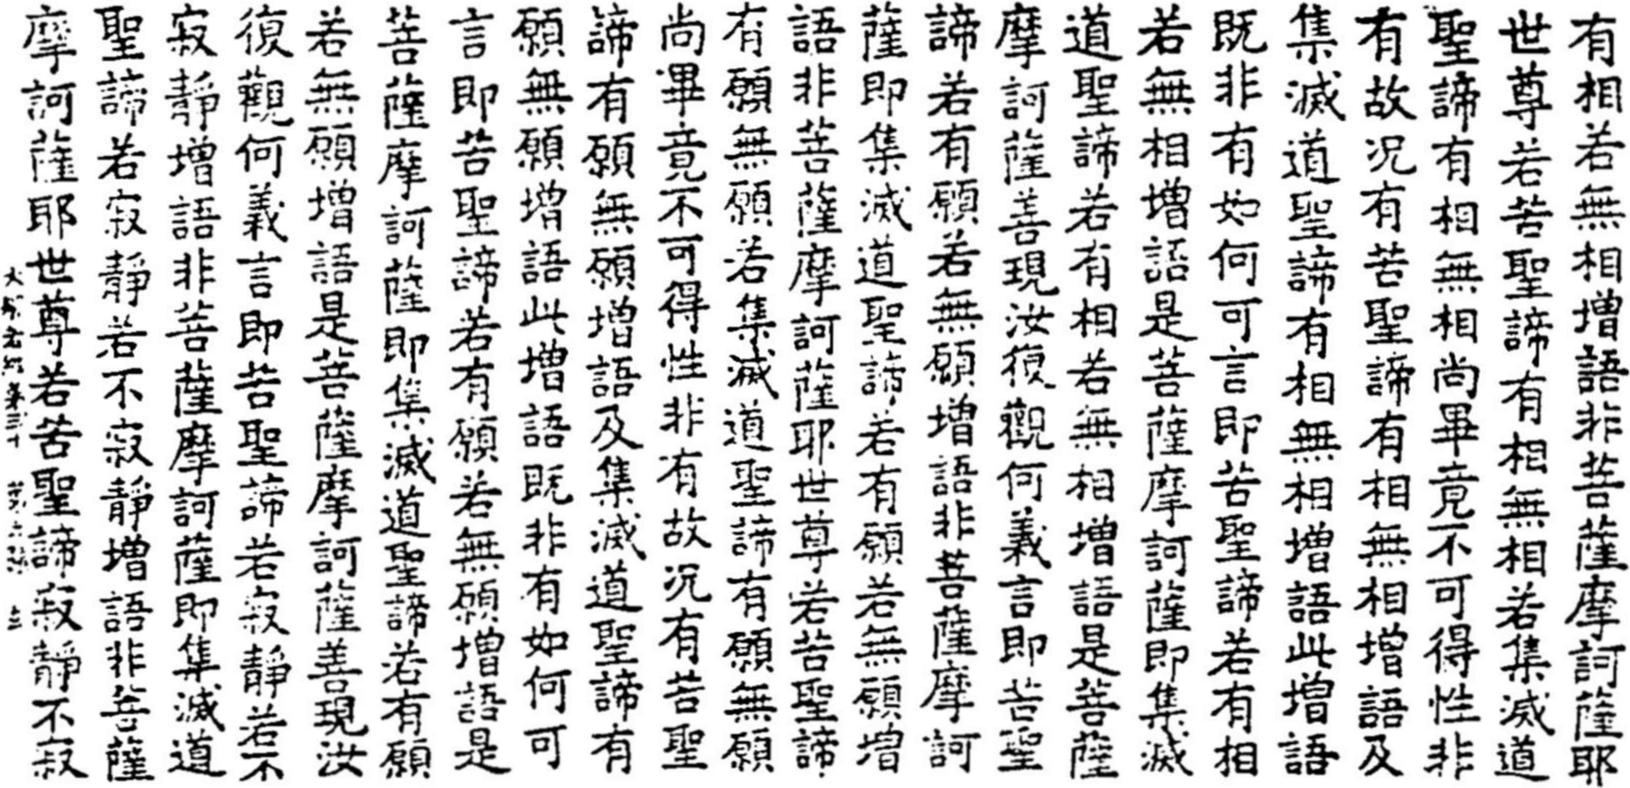 有相若無相增語非菩薩摩訶薩耶
世尊若苦聖諦有相無相若集滅道
聖諦有相無相尚畢竟不可得性非
有故况有苦聖諦有相無相增語及
集滅道聖諦有相無相增語此增語
既非有如何可言即苦聖諦若有相
若無相增語是菩薩摩訶薩即集滅
道聖諦若有相若無相增語是菩薩
摩訶薩善現汝復觀何義言即苦聖
諦若有願若無願增語非菩薩摩訶
薩即集滅道聖諦若有願若無願增
語非菩薩摩訶薩耶世尊若苦聖諦
有願無願若集滅道聖諦有願無願
尚畢竟不可得性非有故况有苦聖
諦有願無願增語及集滅道聖諦有
願無願增語此增語既非有如何可
言即苦聖諦若有願若無願增語是
菩薩摩訶薩即集滅道聖諦若有願
若無願增語是菩薩摩訶薩善現汝
復觀何義言即苦聖諦若寂靜若不
寂靜增語非菩薩摩訶薩即集滅道
聖諦若寂靜若不寂靜增語非菩薩
摩訶薩耶世尊若苦聖諦寂靜不寂
大般若經卷